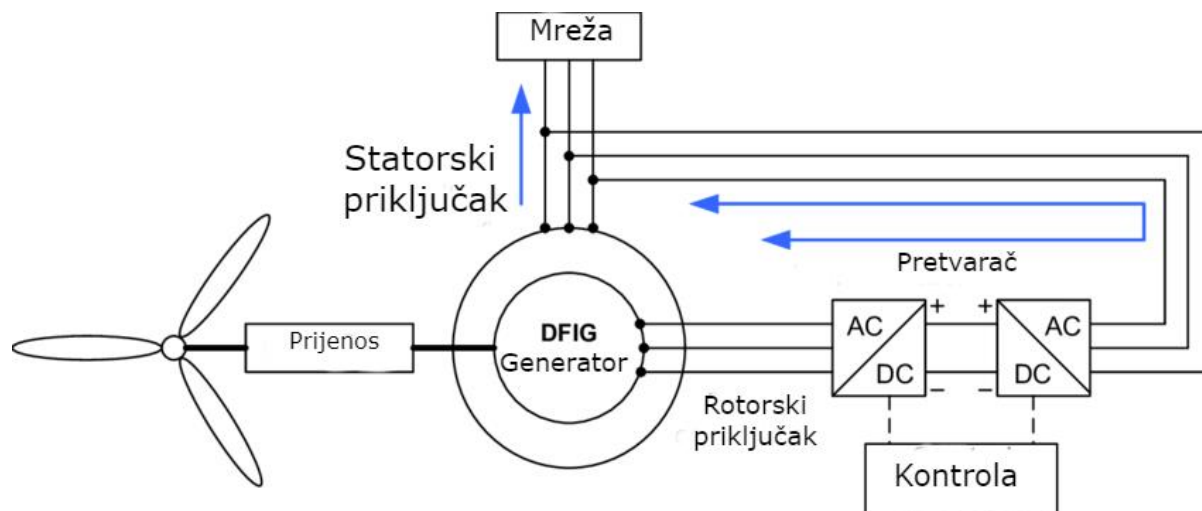 Mreža
Statorski
priključak
Pretvarač
Prijenos
DFIG
Generator
AC
DC
+
+
AC
DC
–
–
Rotorski
priključak
Kontrola